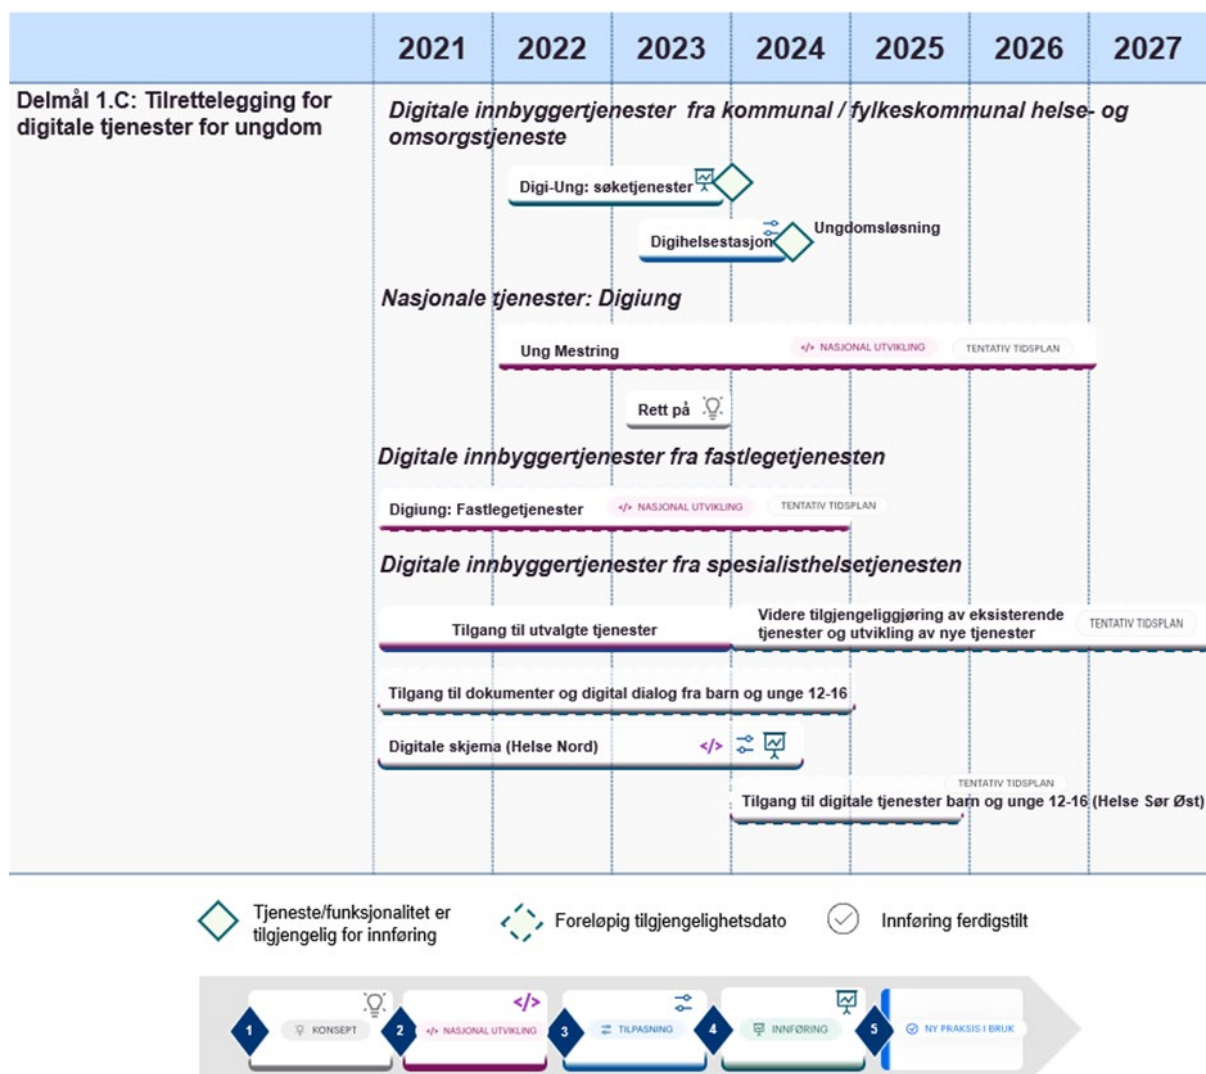 2021 2022 2023 2024 2025 2026 2027
Delmål 1.C: Tilrettelegging for
digitale tjenester for ungdom
Digitale innbyggertjenester fra kommunal / fylkeskommunal helse- og
omsorgstjeneste
Digi-Ung: søketjenester
Digihelsestasjon
Ungdomsløsning
Nasjonale tjenester: Digiung
Ung Mestring
</> NASJONAL UTVIKLING
TENTATIV TIDSPLAN
Rett på
Digitale innbyggertjenester fra fastlegetjenesten
Digiung: Fastlegetjenester
</> NASJONAL UTVIKLING
TENTATIV TIDSPLAN
Digitale innbyggertjenester fra spesialisthelsetjenesten
Tilgang til utvalgte tjenester
Videre tilgjengeliggjøring av eksisterende
tjenester og utvikling av nye tjenester
TENTATIV TIDSPLAN
Tilgang til dokumenter og digital dialog fra barn og unge 12-16
Digitale skjema (Helse Nord)
</>
TENTATIV TIDSPLAN
Tilgang til digitale tjenester barn og unge 12-16 (Helse Sør Øst)
Tjeneste/funksjonalitet er
tilgjengelig for innføring
Foreløpig tilgjengelighetsdato
Innføring ferdigstilt
</>
1 KONSEPT 2 </> NASJONAL UTVIKLING 3 TILPASNING 4 INNFØRING 5 NY PRAKSIS I BRUK